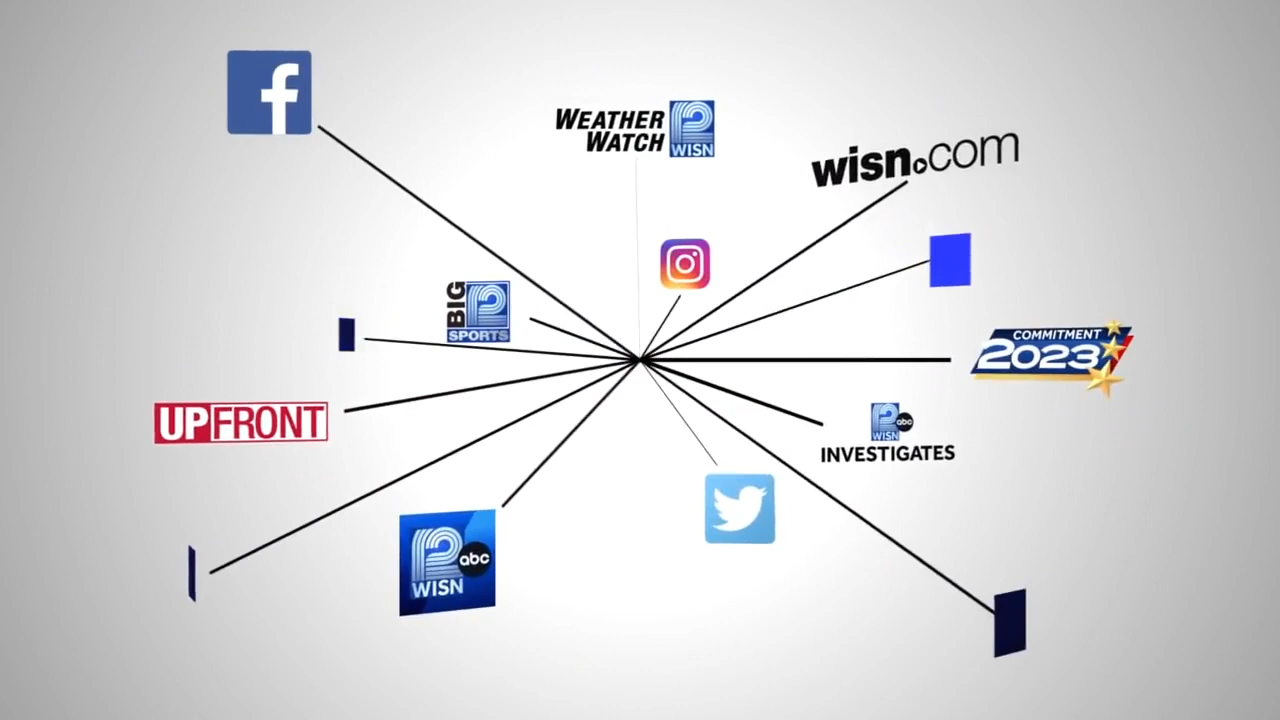 f
WEATHER
WATCH
12
WISN
wisn.com
BIG
12
SPORTS
COMMITMENT
2023
UPFRONT
12
WISN
abc
INVESTIGATES
12
abc
WISN